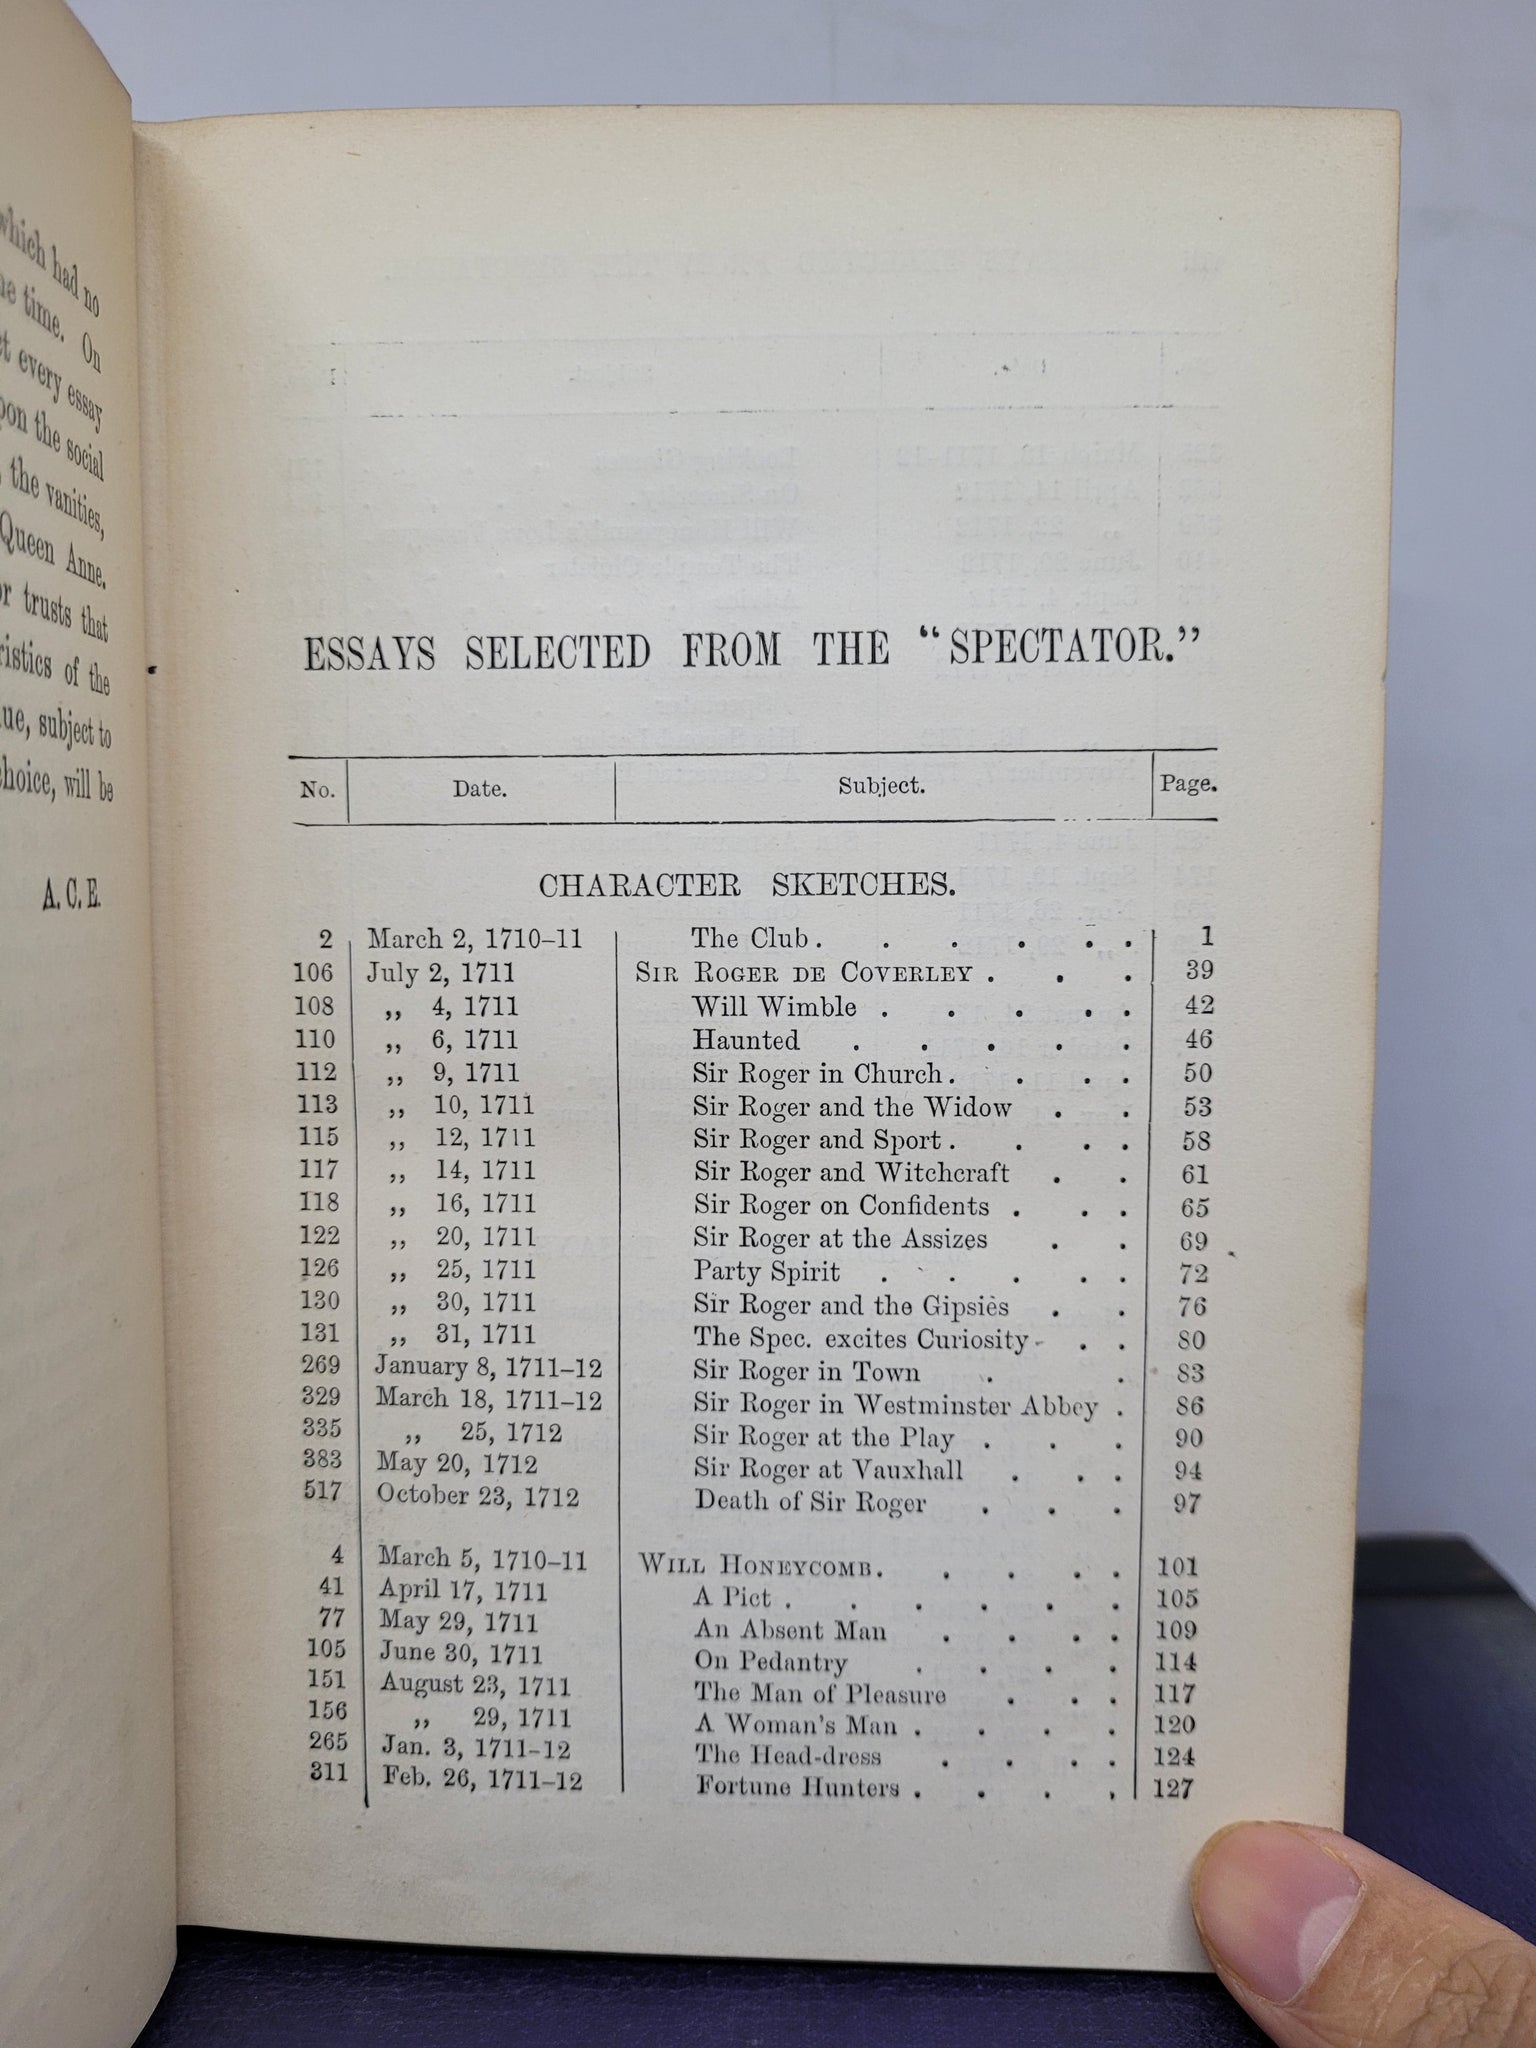 which had no
time. On
every essay
the social
the vanities,
Queen Anne.
trusts that
of the
subject to
choice, will be
A. C. E.
ESSAYS SELECTED FROM THE "SPECTATOR."
No. Date. Subject. Page.
CHARACTER SKETCHES.
2 March 2, 1710–11 The Club . . . . . . 1
106 July 2, 1711 SIR ROGER DE COVERLEY . . . 39
108 „ 4, 1711 Will Wimble . . . . . 42
110 „ 6, 1711 Haunted . . . . . 46
112 „ 9, 1711 Sir Roger in Church . . . . 50
113 „ 10, 1711 Sir Roger and the Widow . . 53
115 „ 12, 1711 Sir Roger and Sport . . . . 58
117 „ 14, 1711 Sir Roger and Witchcraft . . 61
118 „ 16, 1711 Sir Roger on Confidents . . . 65
122 „ 20, 1711 Sir Roger at the Assizes . . 69
126 „ 25, 1711 Party Spirit . . . . . 72
130 „ 30, 1711 Sir Roger and the Gipsies . . 76
131 „ 31, 1711 The Spec. excites Curiosity . . 80
269 January 8, 1711–12 Sir Roger in Town . . 83
329 March 18, 1711–12 Sir Roger in Westminster Abbey . 86
335 „ 25, 1712 Sir Roger at the Play . . . 90
383 May 20, 1712 Sir Roger at Vauxhall . . . 94
517 October 23, 1712 Death of Sir Roger . . . 97
4 March 5, 1710–11 WILL HONEYCOMB . . . . . 101
41 April 17, 1711 A Pict . . . . . . 105
77 May 29, 1711 An Absent Man . . . . 109
105 June 30, 1711 On Pedantry . . . . 114
151 August 23, 1711 The Man of Pleasure . . . 117
156 „ 29, 1711 A Woman's Man . . . . 120
265 Jan. 3, 1711–12 The Head-dress . . . . 124
311 Feb. 26, 1711–12 Fortune Hunters . . . . 127